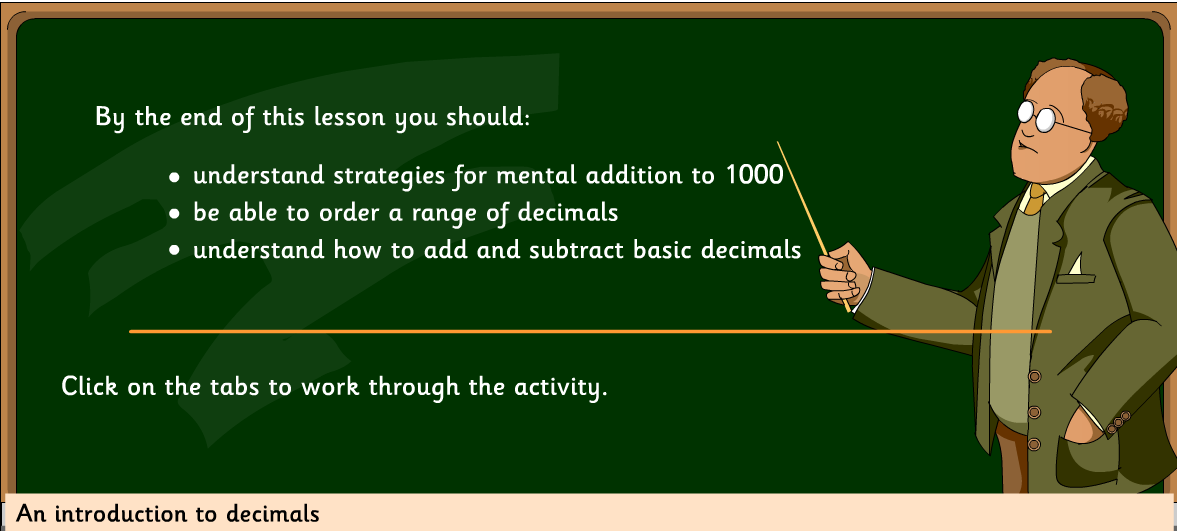 By the end of this lesson you should:
• understand strategies for mental addition to 1000
• be able to order a range of decimals
• understand how to add and subtract basic decimals
Click on the tabs to work through the activity.
An introduction to decimals